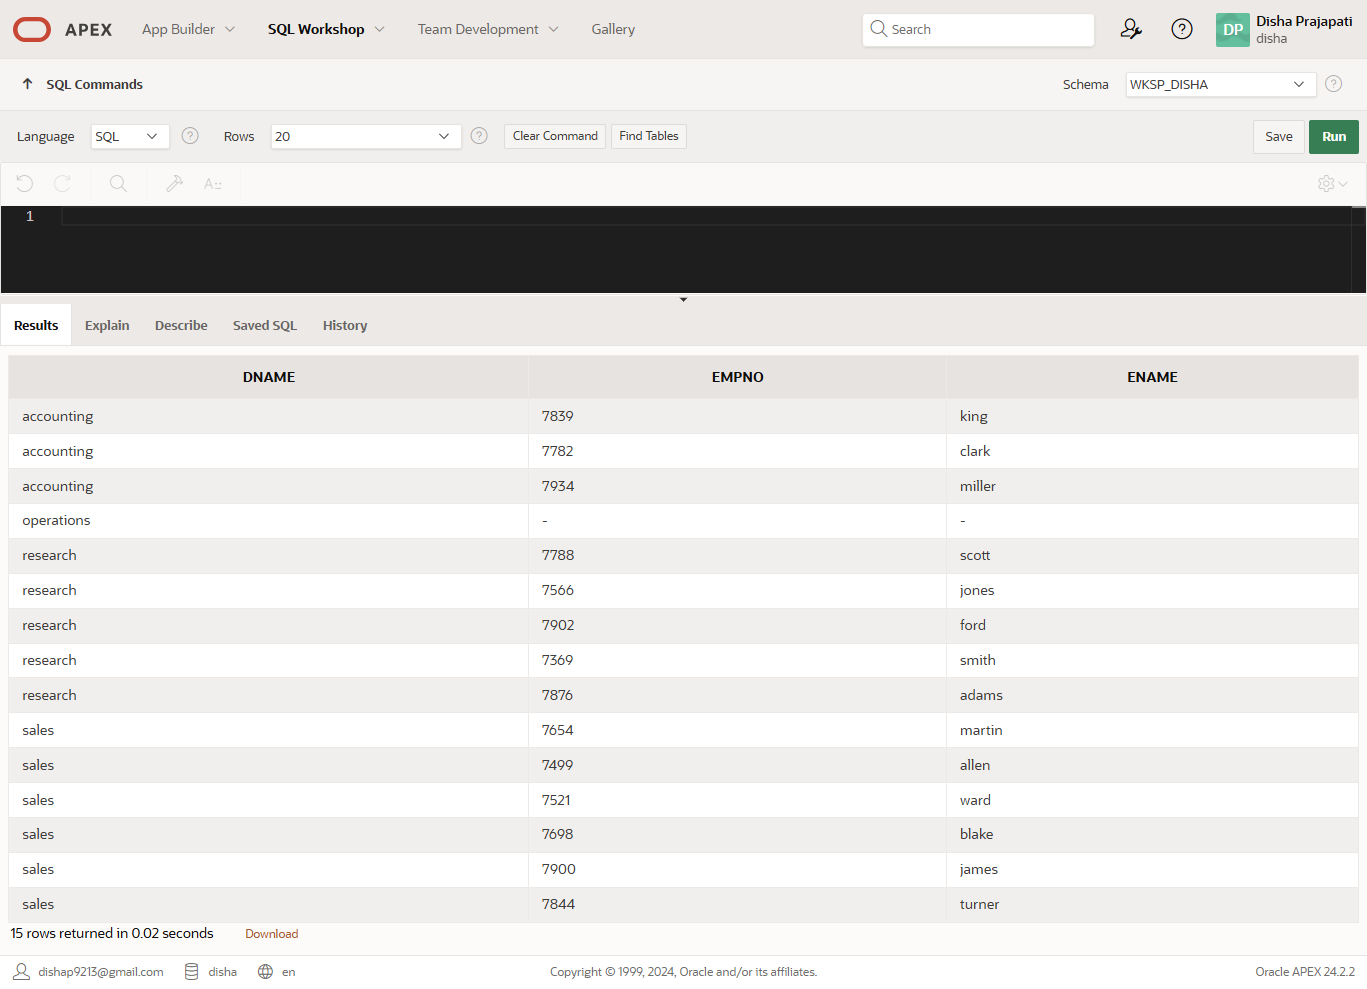 APEX App Builder SQL Workshop Team Development Gallery Search DP Disha Prajapati
disha
SQL Commands Schema WKSP_DISHA ?
Language SQL ? Rows 20 ? Clear Command Find Tables Save Run
A::
1
Results Explain Describe Saved SQL History
DNAME EMPNO ENAME
accounting 7839 king
accounting 7782 clark
accounting 7934 miller
operations - -
research 7788 scott
research 7566 jones
research 7902 ford
research 7369 smith
research 7876 adams
sales 7654 martin
sales 7499 allen
sales 7521 ward
sales 7698 blake
sales 7900 james
sales 7844 turner
15 rows returned in 0.02 seconds Download
dishap9213@gmail.com disha en Copyright © 1999, 2024, Oracle and/or its affiliates. Oracle APEX 24.2.2